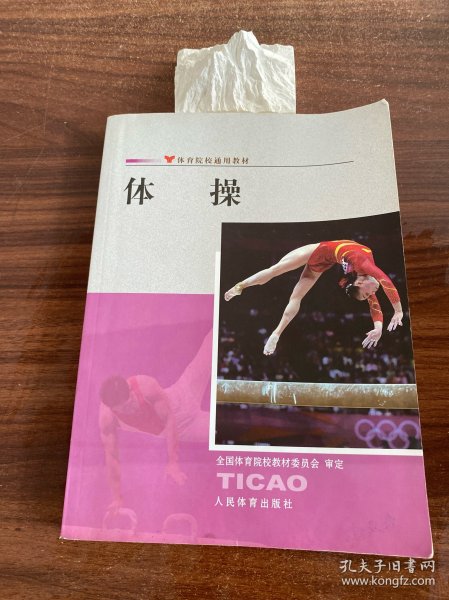 体育院校通用教材
体 操
全国体育院校教材委员会 审定
TICAO
人民体育出版社
孔夫子旧书网
www.kongfz.com